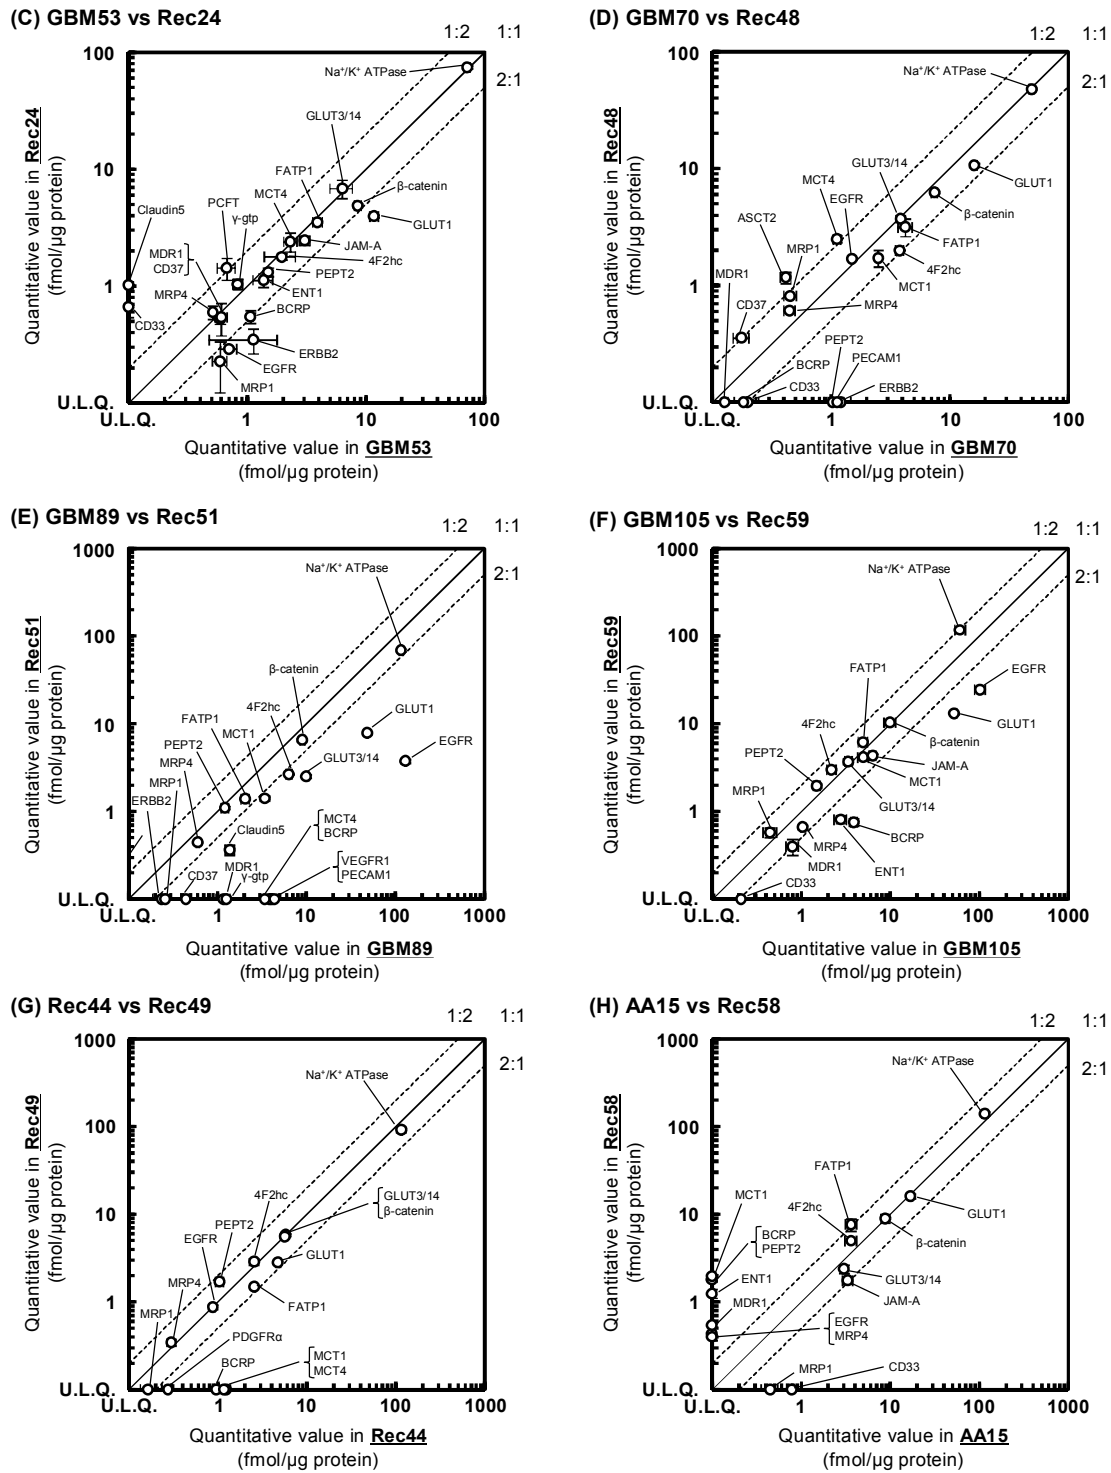 (C) GBM53 vs Rec24
1:2
1:1
2:1
100
10
1
U.L.Q.
Quantitative value in Rec24
(fmol/µg protein)
Na⁺/K⁺ ATPase
GLUT3/14
FATP1
MCT4
β-catenin
PCFT
γ-gtp
GLUT1
Claudin5
JAM-A
MDR1
CD37
4F2hc
PEPT2
MRP4
ENT1
BCRP
CD33
ERBB2
EGFR
MRP1
U.L.Q.
1
10
100
Quantitative value in GBM53
(fmol/µg protein)
(D) GBM70 vs Rec48
1:2
1:1
2:1
100
10
1
U.L.Q.
Quantitative value in Rec48
(fmol/µg protein)
Na⁺/K⁺ ATPase
GLUT3/14
MCT4
GLUT1
EGFR
ASCT2
β-catenin
MRP1
FATP1
MDR1
4F2hc
MCT1
CD37
MRP4
PEPT2
BCRP
PECAM1
CD33
ERBB2
U.L.Q.
1
10
100
Quantitative value in GBM70
(fmol/µg protein)
(E) GBM89 vs Rec51
1:2
1:1
2:1
1000
100
10
1
U.L.Q.
Quantitative value in Rec51
(fmol/µg protein)
Na⁺/K⁺ ATPase
β-catenin
4F2hc
GLUT1
FATP1
MCT1
EGFR
PEPT2
MRP4
GLUT3/14
MRP1
ERBB2
MCT4
BCRP
Claudin5
VEGFR1
PECAM1
MDR1
CD37
γ-gtp
U.L.Q.
1
10
100
1000
Quantitative value in GBM89
(fmol/µg protein)
(F) GBM105 vs Rec59
1:2
1:1
2:1
1000
100
10
1
U.L.Q.
Quantitative value in Rec59
(fmol/µg protein)
Na⁺/K⁺ ATPase
FATP1
EGFR
4F2hc
GLUT1
β-catenin
PEPT2
JAM-A
MCT1
MRP1
GLUT3/14
BCRP
MRP4
MDR1
ENT1
CD33
U.L.Q.
1
10
100
1000
Quantitative value in GBM105
(fmol/µg protein)
(G) Rec44 vs Rec49
1:2
1:1
2:1
1000
100
10
1
U.L.Q.
Quantitative value in Rec49
(fmol/µg protein)
Na⁺/K⁺ ATPase
4F2hc
GLUT3/14
β-catenin
PEPT2
EGFR
GLUT1
MRP4
MRP1
FATP1
PDGFRα
BCRP
MCT1
MCT4
U.L.Q.
1
10
100
1000
Quantitative value in Rec44
(fmol/µg protein)
(H) AA15 vs Rec58
1:2
1:1
2:1
1000
100
10
1
U.L.Q.
Quantitative value in Rec58
(fmol/µg protein)
Na⁺/K⁺ ATPase
FATP1
MCT1
4F2hc
GLUT1
BCRP
PEPT2
β-catenin
ENT1
GLUT3/14
MDR1
JAM-A
EGFR
MRP4
MRP1
CD33
U.L.Q.
1
10
100
1000
Quantitative value in AA15
(fmol/µg protein)